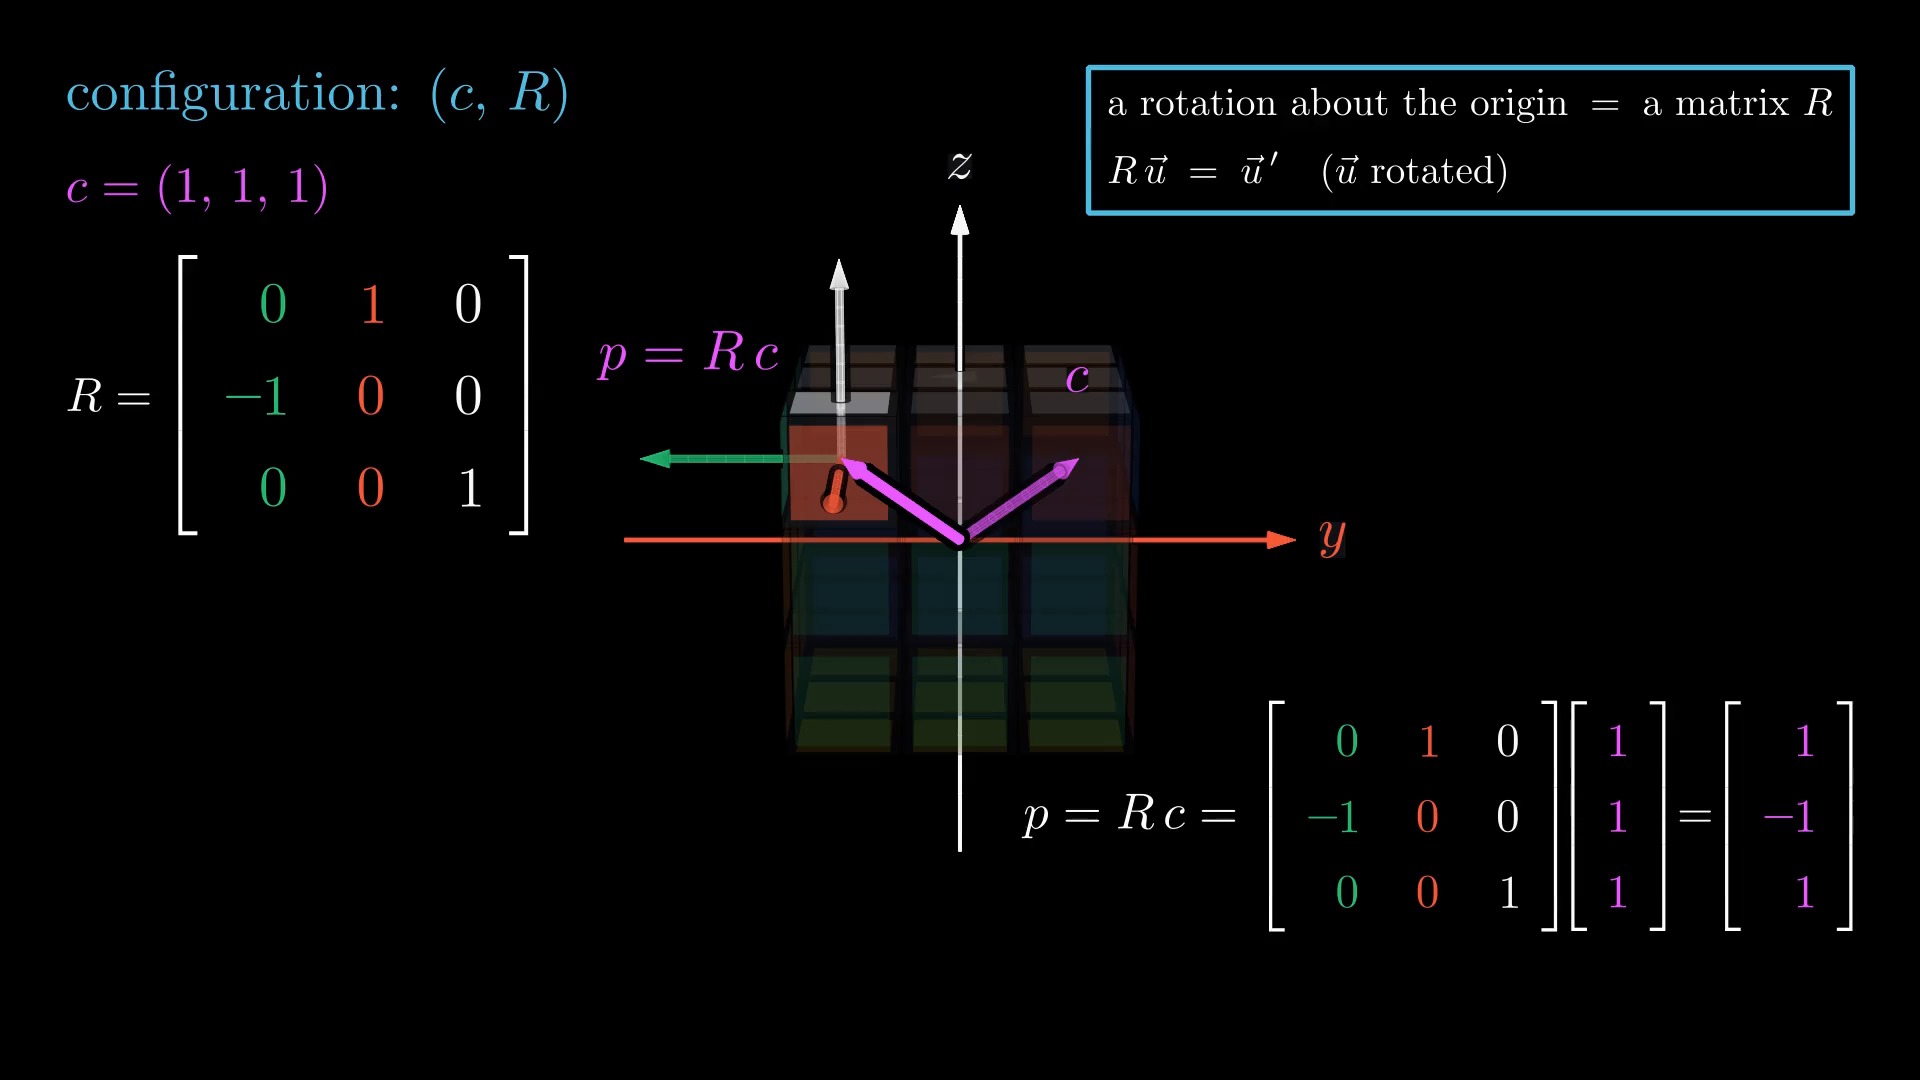 configuration: (c, R)
c = (1, 1, 1)
R = [ 0 1 0
−1 0 0
0 0 1 ]
a rotation about the origin = a matrix R
R u⃗ = u⃗ ′ (u⃗ rotated)
z
p = R c
c
y
p = R c = [ 0 1 0 ] [ 1 ] = [ 1 ]
[ −1 0 0 ] [ 1 ] [ −1 ]
[ 0 0 1 ] [ 1 ] [ 1 ]